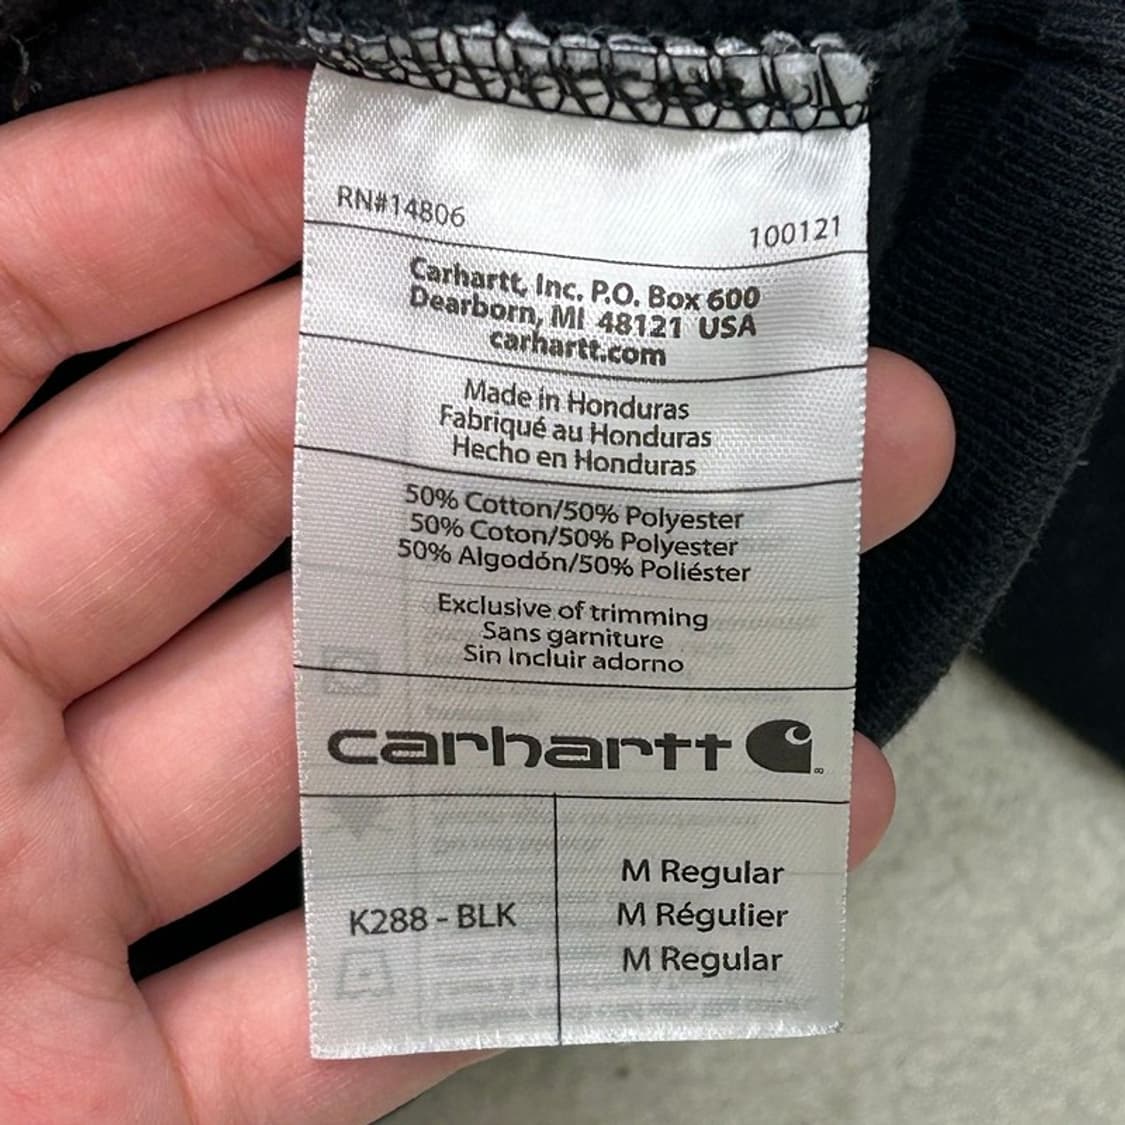 RN#14806
100121
Carhartt, Inc. P.O. Box 600
Dearborn, MI 48121 USA
carhartt.com
Made in Honduras
Fabriqué au Honduras
Hecho en Honduras
50% Cotton/50% Polyester
50% Coton/50% Polyester
50% Algodón/50% Poliéster
Exclusive of trimming
Sans garniture
Sin Incluir adorno
carhartt
K288 - BLK
M Regular
M Régulier
M Regular